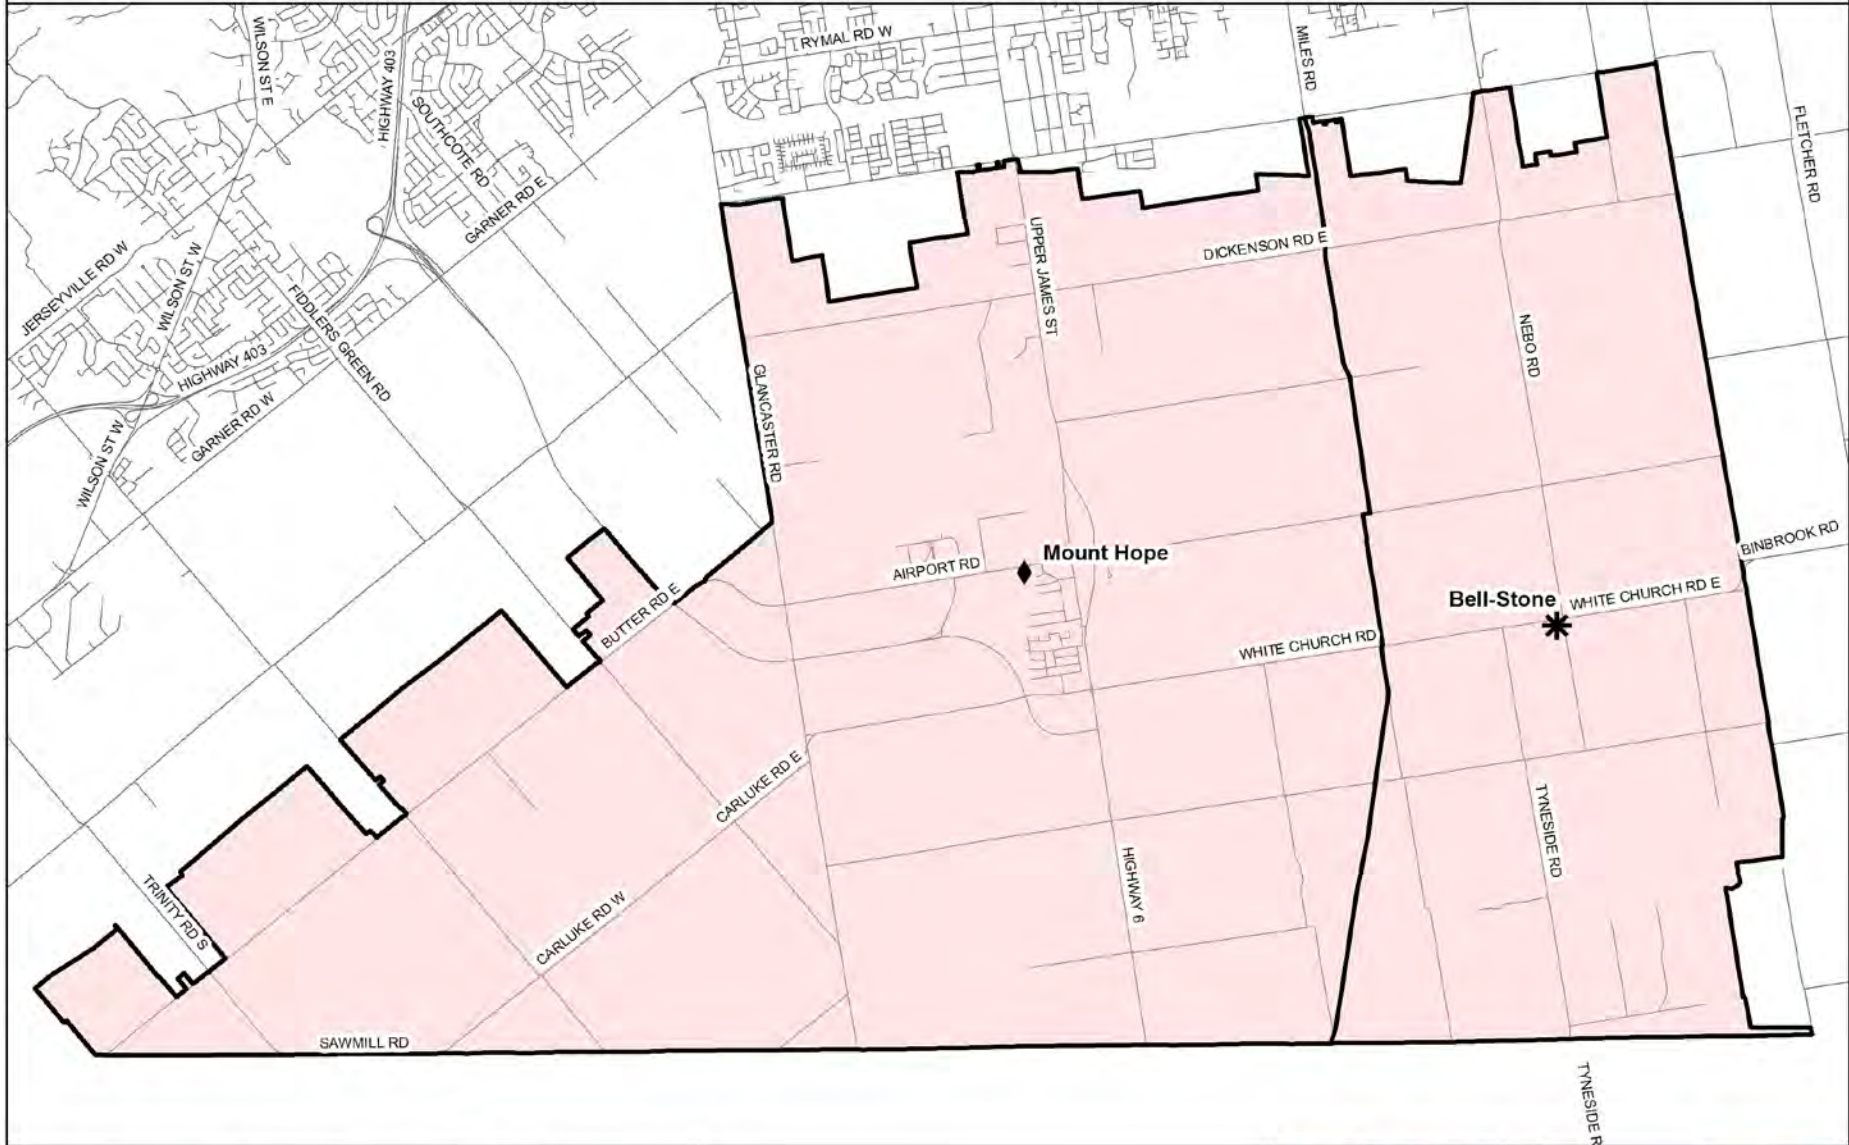 WILSON ST E
HIGHWAY 403
RYMAL RD W
MILES RD
SOUTHCOTE RD
FLETCHER RD
GARNER RD E
JERSEYVILLE RD W
WILSON ST W
FIDDLERS GREEN RD
UPPER JAMES ST
DICKENSON RD E
NEBO RD
HIGHWAY 403
GLANCASTER RD
GARNER RD W
WILSON ST W
BINBROOK RD
Mount Hope
AIRPORT RD
Bell-Stone
WHITE CHURCH RD E
BUTTER RD E
WHITE CHURCH RD
CARLUKE RD E
TYNESIDE RD
HIGHWAY 6
TRINITY RD S
CARLUKE RD W
SAWMILL RD
TYNESIDE R